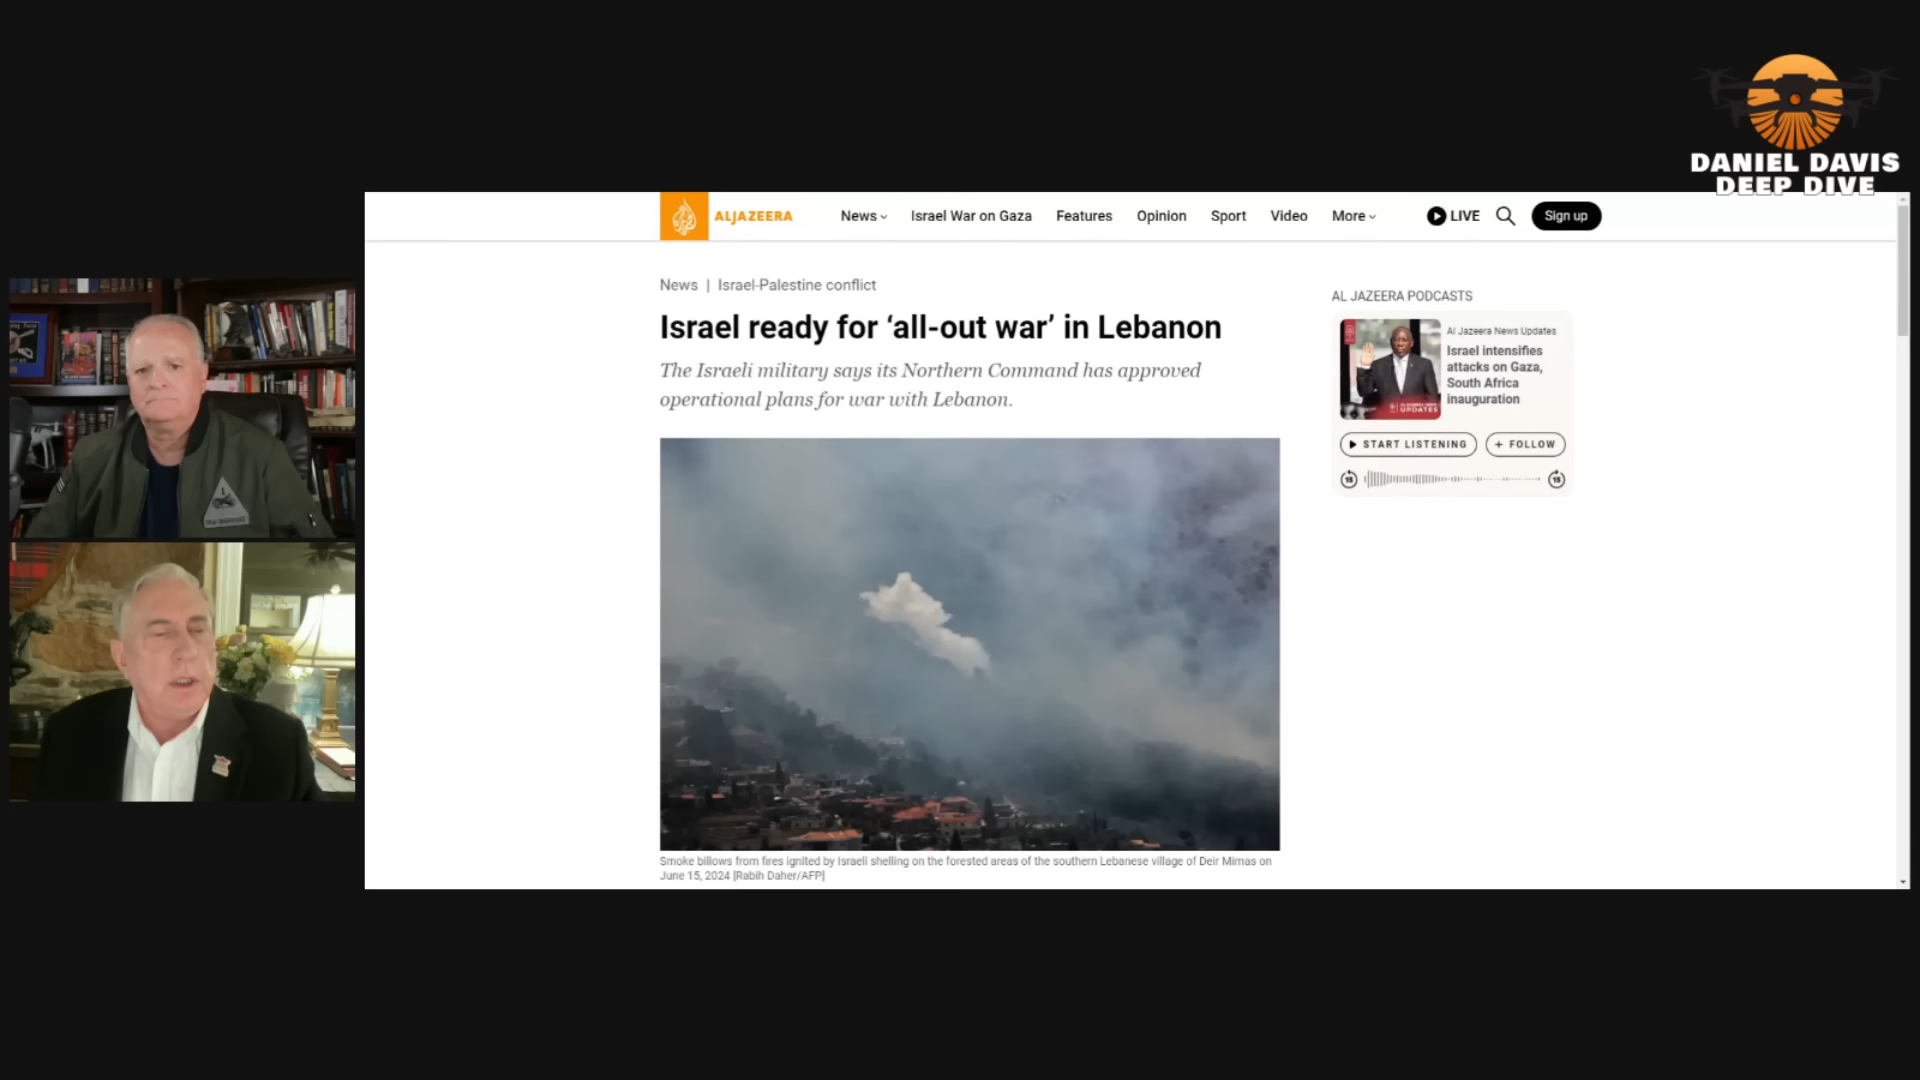 DANIEL DAVIS
DEEP DIVE
ALJAZEERA
News
Israel War on Gaza
Features
Opinion
Sport
Video
More
LIVE
Sign up
News | Israel-Palestine conflict
Israel ready for ‘all-out war’ in Lebanon
The Israeli military says its Northern Command has approved
operational plans for war with Lebanon.
Smoke billows from fires ignited by Israeli shelling on the forested areas of the southern Lebanese village of Deir Mimas on
June 15, 2024 [Rabih Daher/AFP]
AL JAZEERA PODCASTS
Al Jazeera News Updates
Israel intensifies
attacks on Gaza,
South Africa
inauguration
UPDATES
START LISTENING
+ FOLLOW
15
15